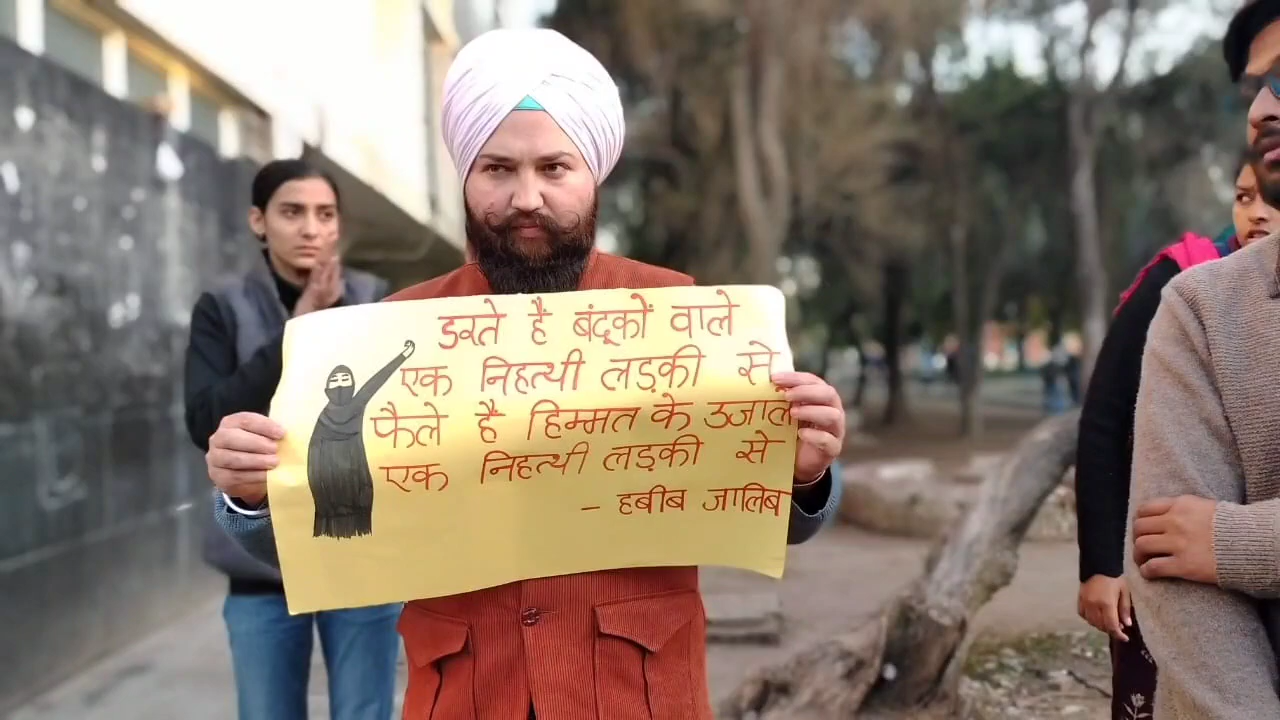 डरते हैं बंदूकों वाले
एक निहत्थी लड़की से
फैले हैं हिम्मत के उजाले
एक निहत्थी लड़की से
- हबीब जालिब